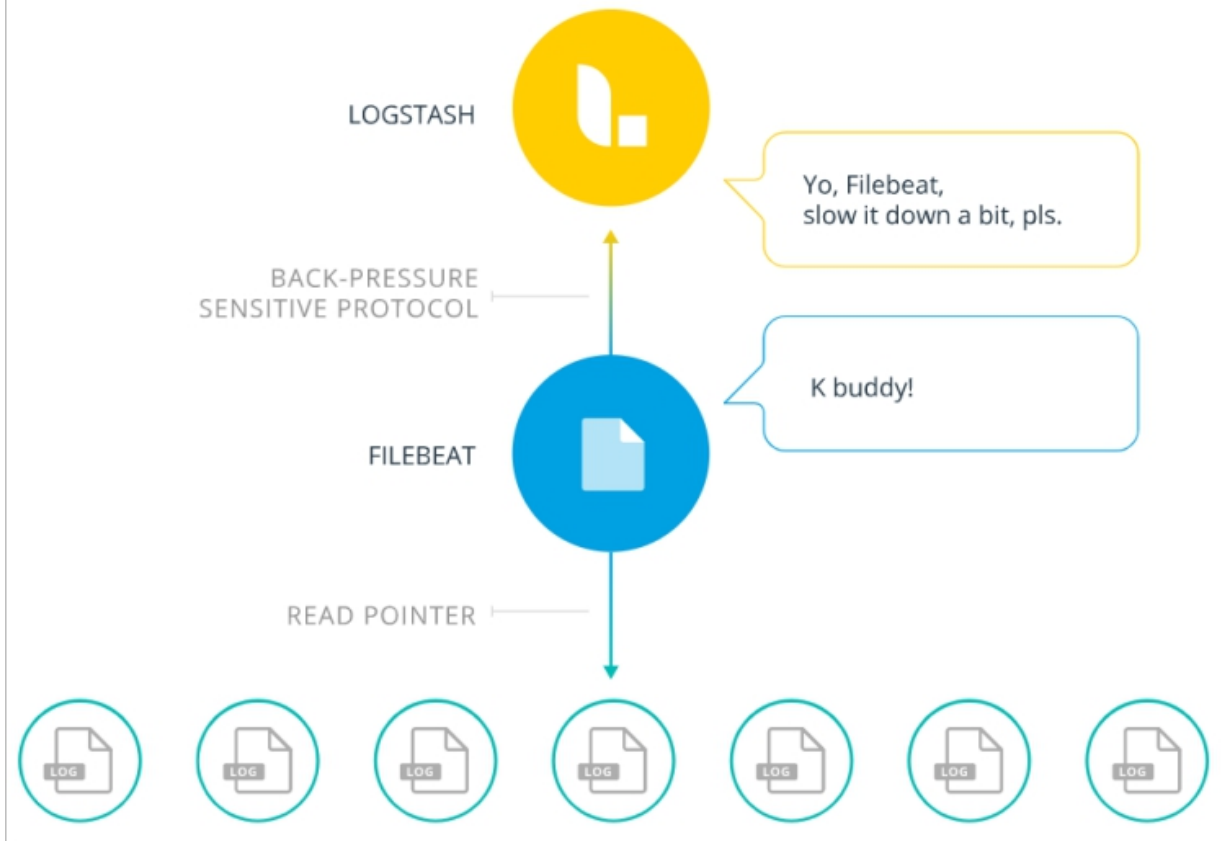 LOGSTASH
Yo, Filebeat,
slow it down a bit, pls.
BACK-PRESSURE
SENSITIVE PROTOCOL
K buddy!
FILEBEAT
READ POINTER
LOG
LOG
LOG
LOG
LOG
LOG
LOG